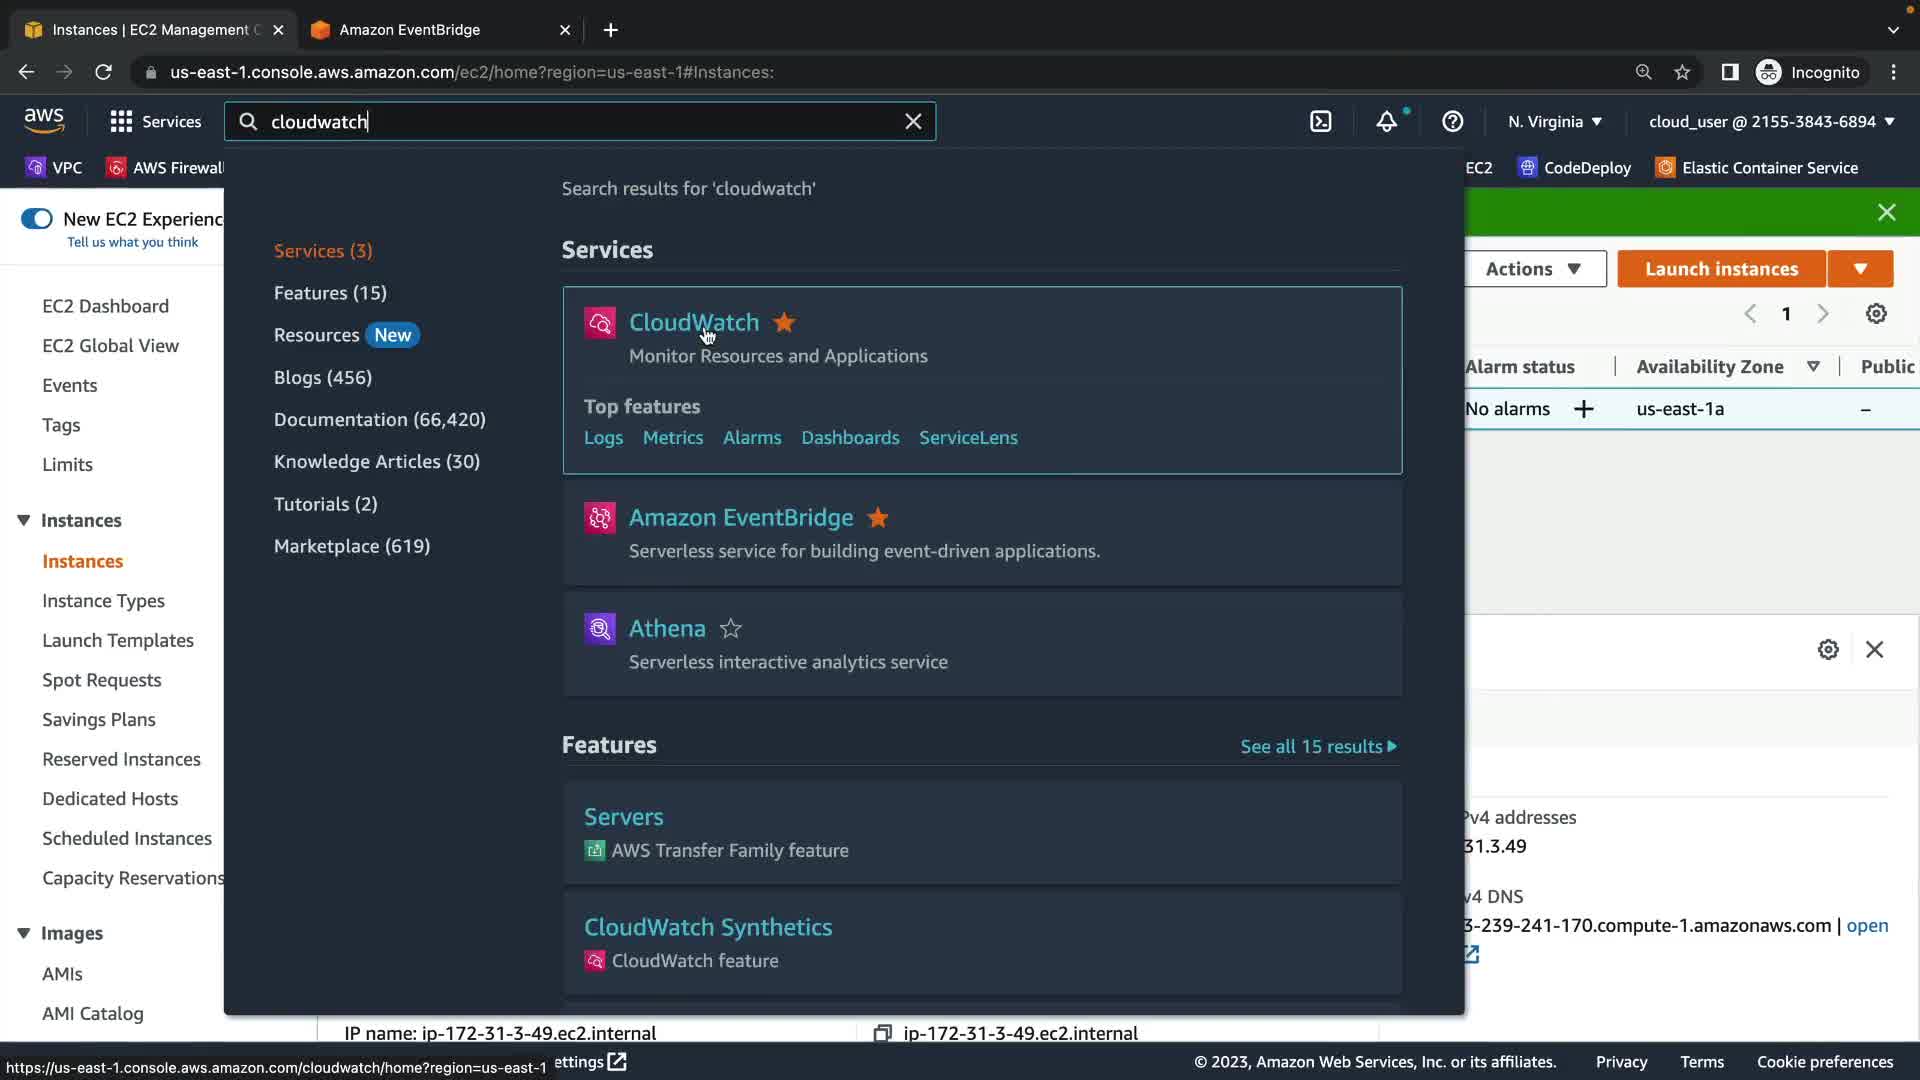 Instances | EC2 Management C
Amazon EventBridge
us-east-1.console.aws.amazon.com/ec2/home?region=us-east-1#Instances:
Incognito
aws
Services
cloudwatch
N. Virginia
cloud_user @ 2155-3843-6894
VPC
AWS Firewall
EC2
CodeDeploy
Elastic Container Service
New EC2 Experienc
Tell us what you think
EC2 Dashboard
EC2 Global View
Events
Tags
Limits
Instances
Instances
Instance Types
Launch Templates
Spot Requests
Savings Plans
Reserved Instances
Dedicated Hosts
Scheduled Instances
Capacity Reservations
Images
AMIs
AMI Catalog
Search results for 'cloudwatch'
Services (3)
Features (15)
Resources New
Blogs (456)
Documentation (66,420)
Knowledge Articles (30)
Tutorials (2)
Marketplace (619)
Services
CloudWatch
Monitor Resources and Applications
Top features
Logs Metrics Alarms Dashboards ServiceLens
Amazon EventBridge
Serverless service for building event-driven applications.
Athena
Serverless interactive analytics service
Features
See all 15 results
Servers
AWS Transfer Family feature
CloudWatch Synthetics
CloudWatch feature
Actions
Launch instances
1
Alarm status
Availability Zone
Public
No alarms
us-east-1a
–
Pv4 addresses
31.3.49
v4 DNS
3-239-241-170.compute-1.amazonaws.com | open
IP name: ip-172-31-3-49.ec2.internal
ip-172-31-3-49.ec2.internal
https://us-east-1.console.aws.amazon.com/cloudwatch/home?region=us-east-1
ettings
© 2023, Amazon Web Services, Inc. or its affiliates.
Privacy
Terms
Cookie preferences